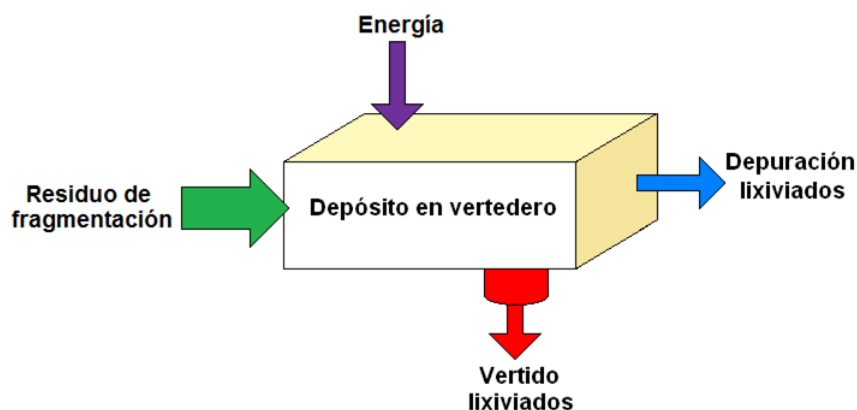 Energía
Residuo de
fragmentación
Depósito en vertedero
Depuración
lixiviados
Vertido
lixiviados